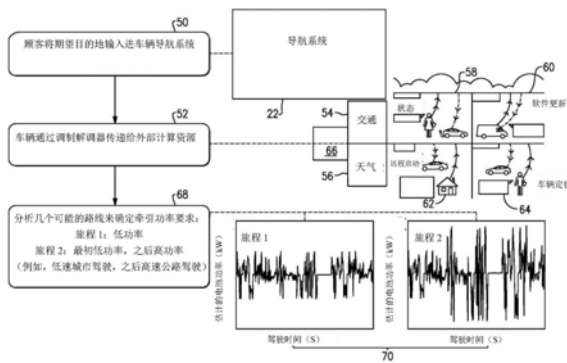 50
顾客将期望目的地输入进车辆导航系统
导航系统
22
52
车辆通过调制解调器传递给外部计算资源
54
交通
66
天气
56
58
60
状态
软件更新
远程启动
车辆定位
62
64
68
分析几个可能的路线来确定牵引功率要求:
旅程 1: 低功率
旅程 2: 最初低功率, 之后高功率
(例如, 低速城市驾驶, 之后高速公路驾驶)
估计的电池功率 (kW)
旅程 1
驾驶时间 (S)
估计的电池功率 (kW)
旅程 2
驾驶时间 (S)
70